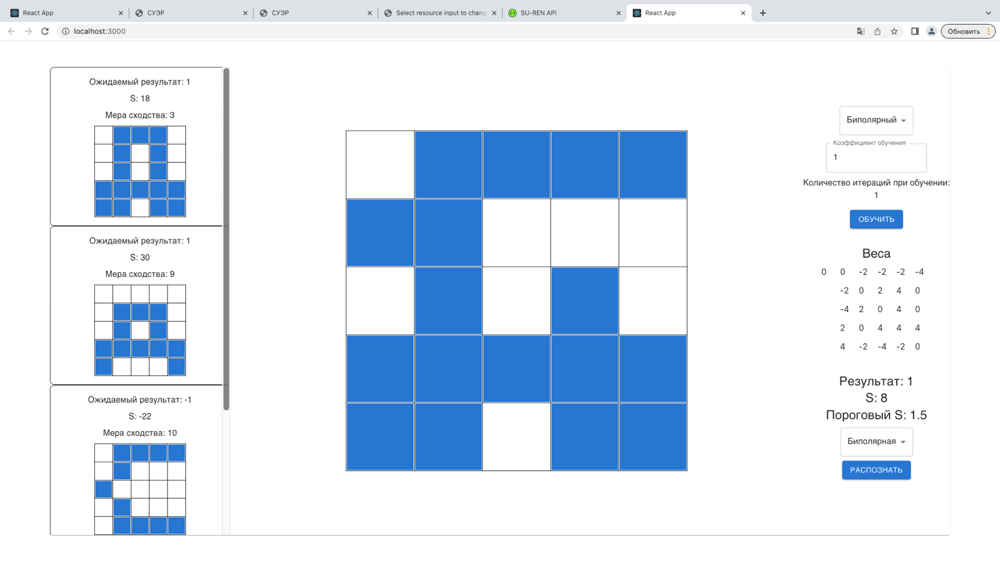 React App
СУЭР
СУЭР
Select resource input to chang
SU-REN API
React App
localhost:3000
Обновить
Ожидаемый результат: 1
S: 18
Мера сходства: 3
Ожидаемый результат: 1
S: 30
Мера сходства: 9
Ожидаемый результат: -1
S: -22
Мера сходства: 10
Биполярный
Коэффициент обучения
1
Количество итераций при обучении:
1
ОБУЧИТЬ
Веса
0 0 -2 -2 -2 -4
-2 0 2 4 0
-4 2 0 4 0
2 0 4 4 4
4 -2 -4 -2 0
Результат: 1
S: 8
Пороговый S: 1.5
Биполярная
РАСПОЗНАТЬ